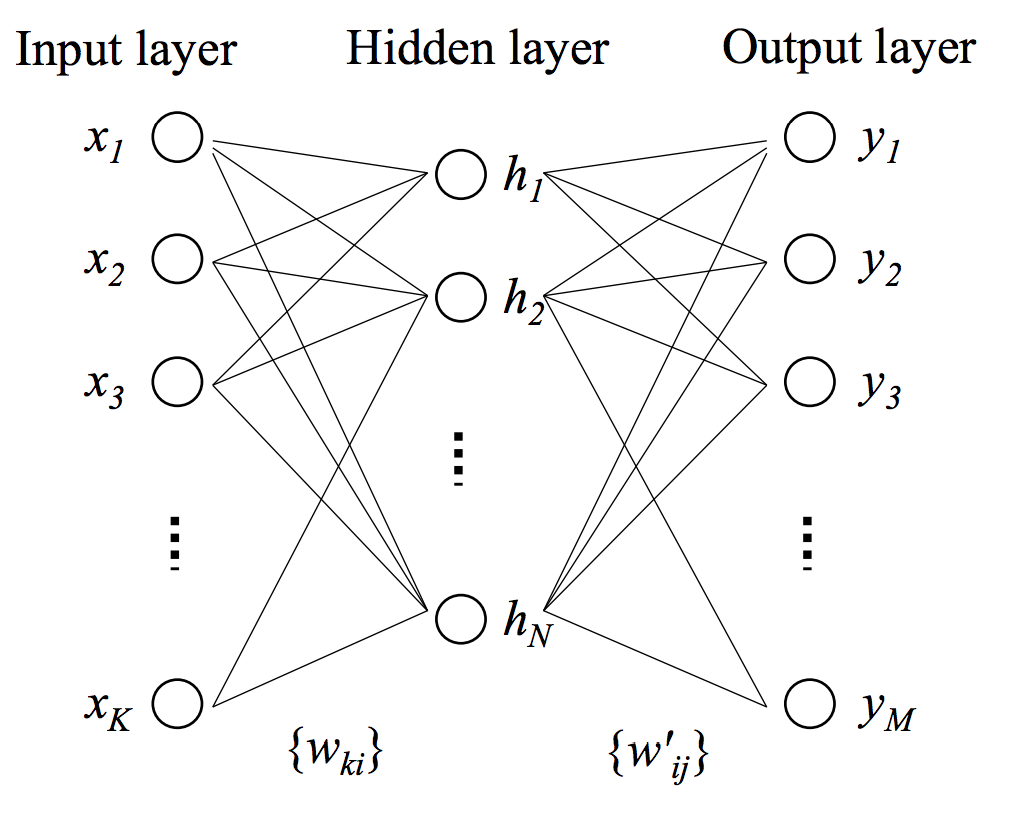 Input layer Hidden layer Output layer
x1 h1 y1
x2 h2 y2
x3 y3
hN
xK yM
{wki} {w'ij}